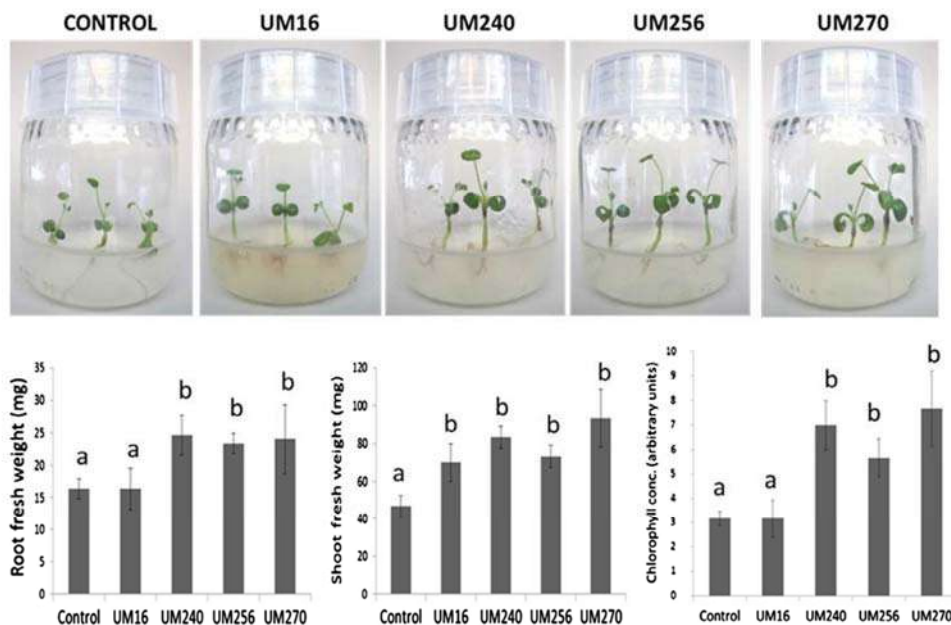 CONTROL
UM16
UM240
UM256
UM270
Root fresh weight (mg)
35
30
25
20
15
10
5
0
a
a
b
b
b
Control
UM16
UM240
UM256
UM270
Shoot fresh weight (mg)
120
100
80
60
40
20
0
a
b
b
b
b
Control
UM16
UM240
UM256
UM270
Chlorophyll conc. (arbitrary units)
10
9
8
7
6
5
4
3
2
1
0
a
a
b
b
b
Control
UM16
UM240
UM256
UM270